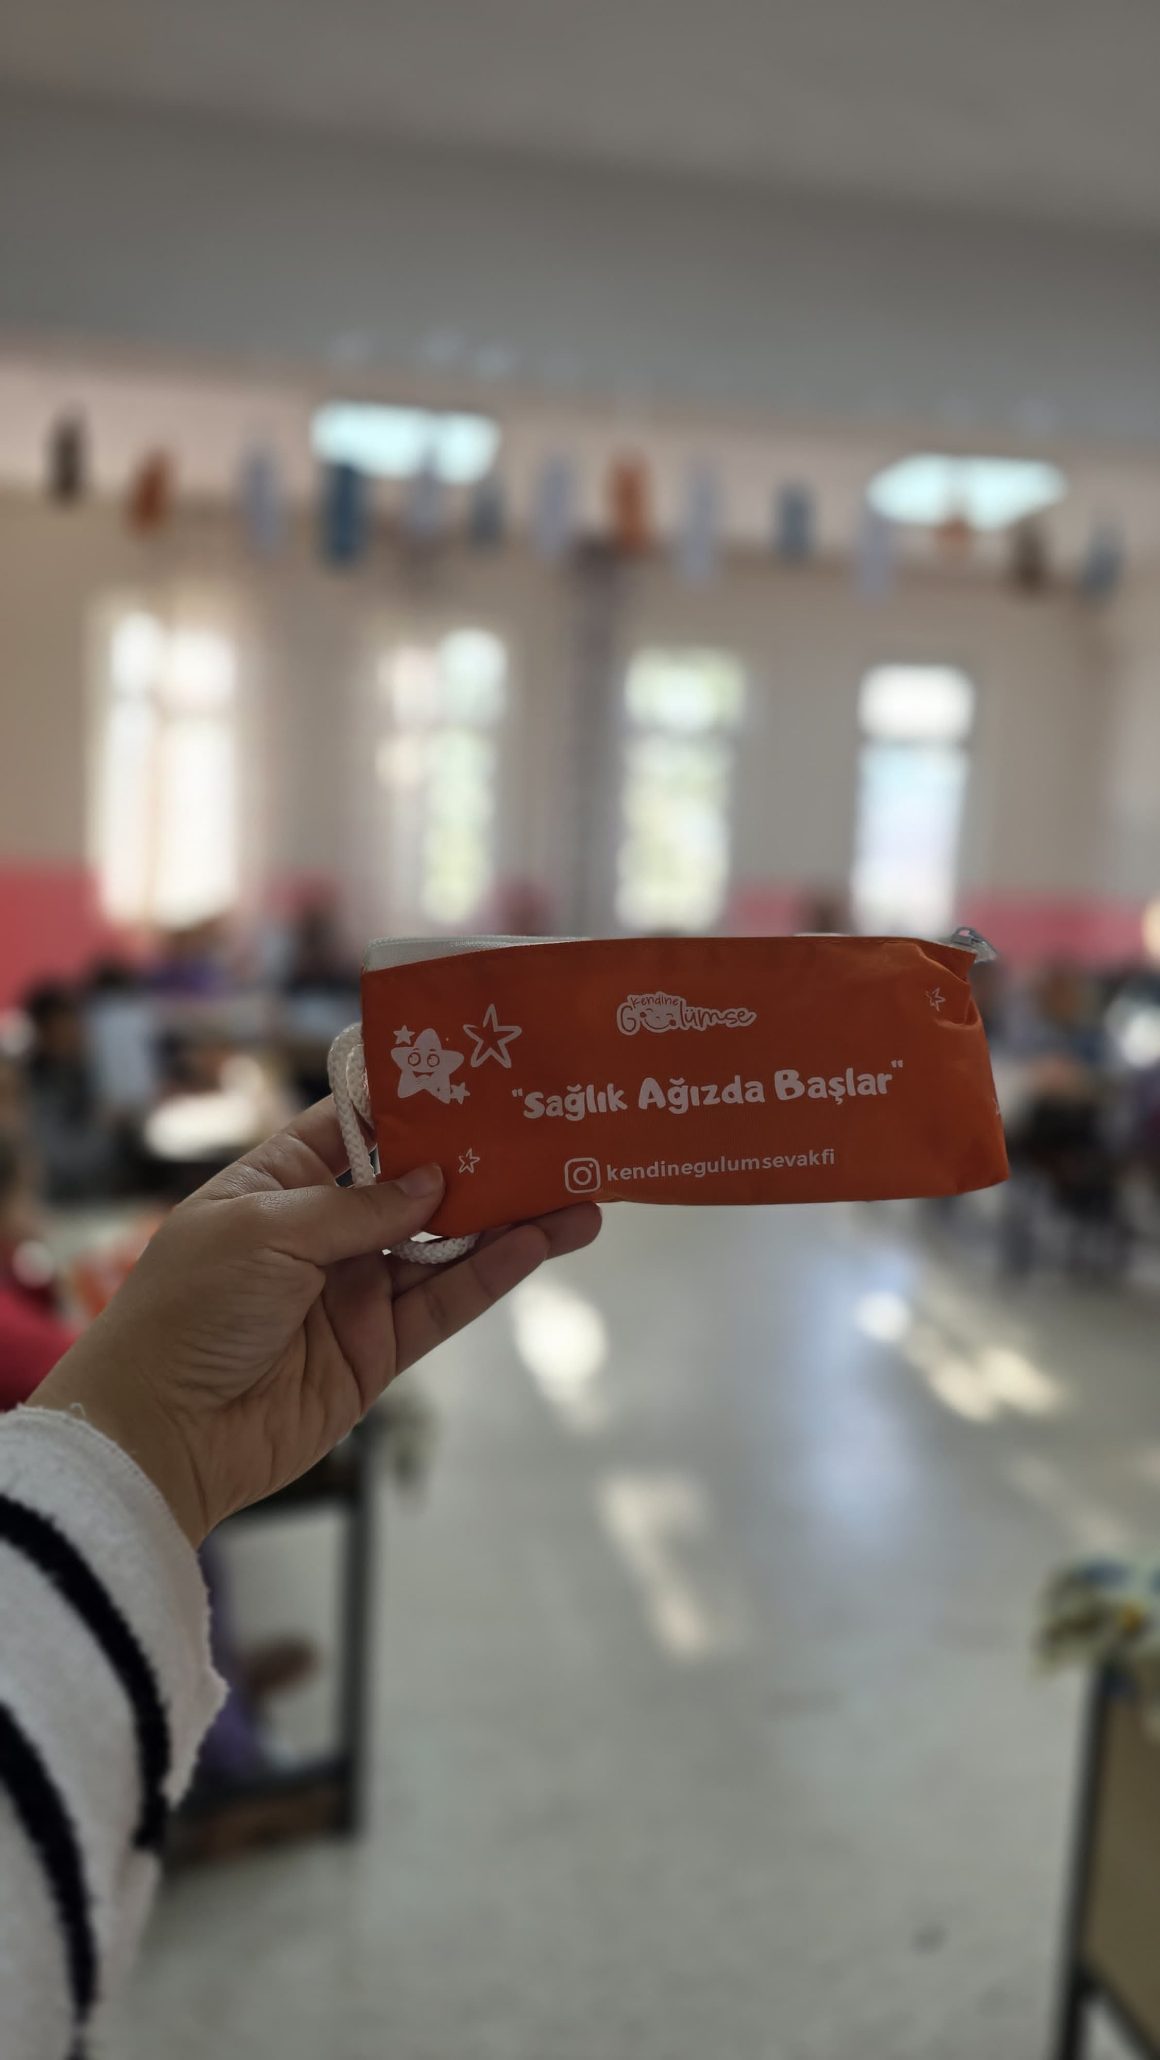 Kendine
Gülümse
"Sağlık Ağızda Başlar"
kendinegulumsevakfi